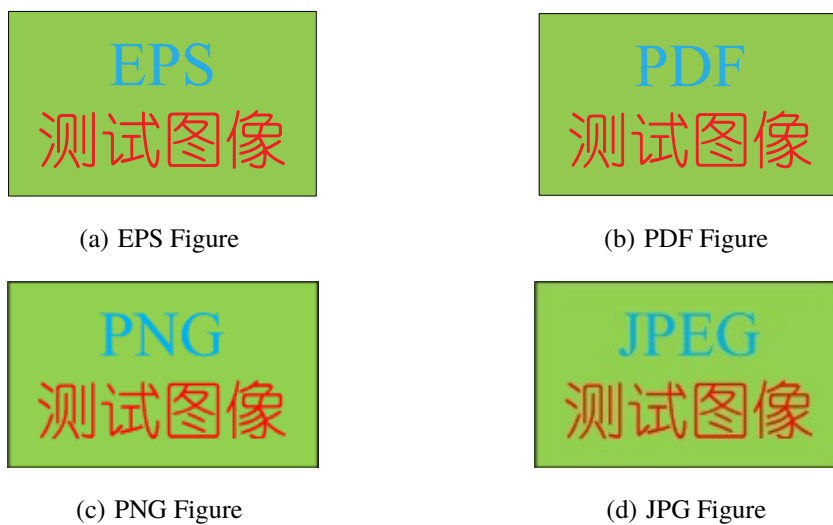 EPS
测试图像
(a) EPS Figure
PDF
测试图像
(b) PDF Figure
PNG
测试图像
(c) PNG Figure
JPEG
测试图像
(d) JPG Figure